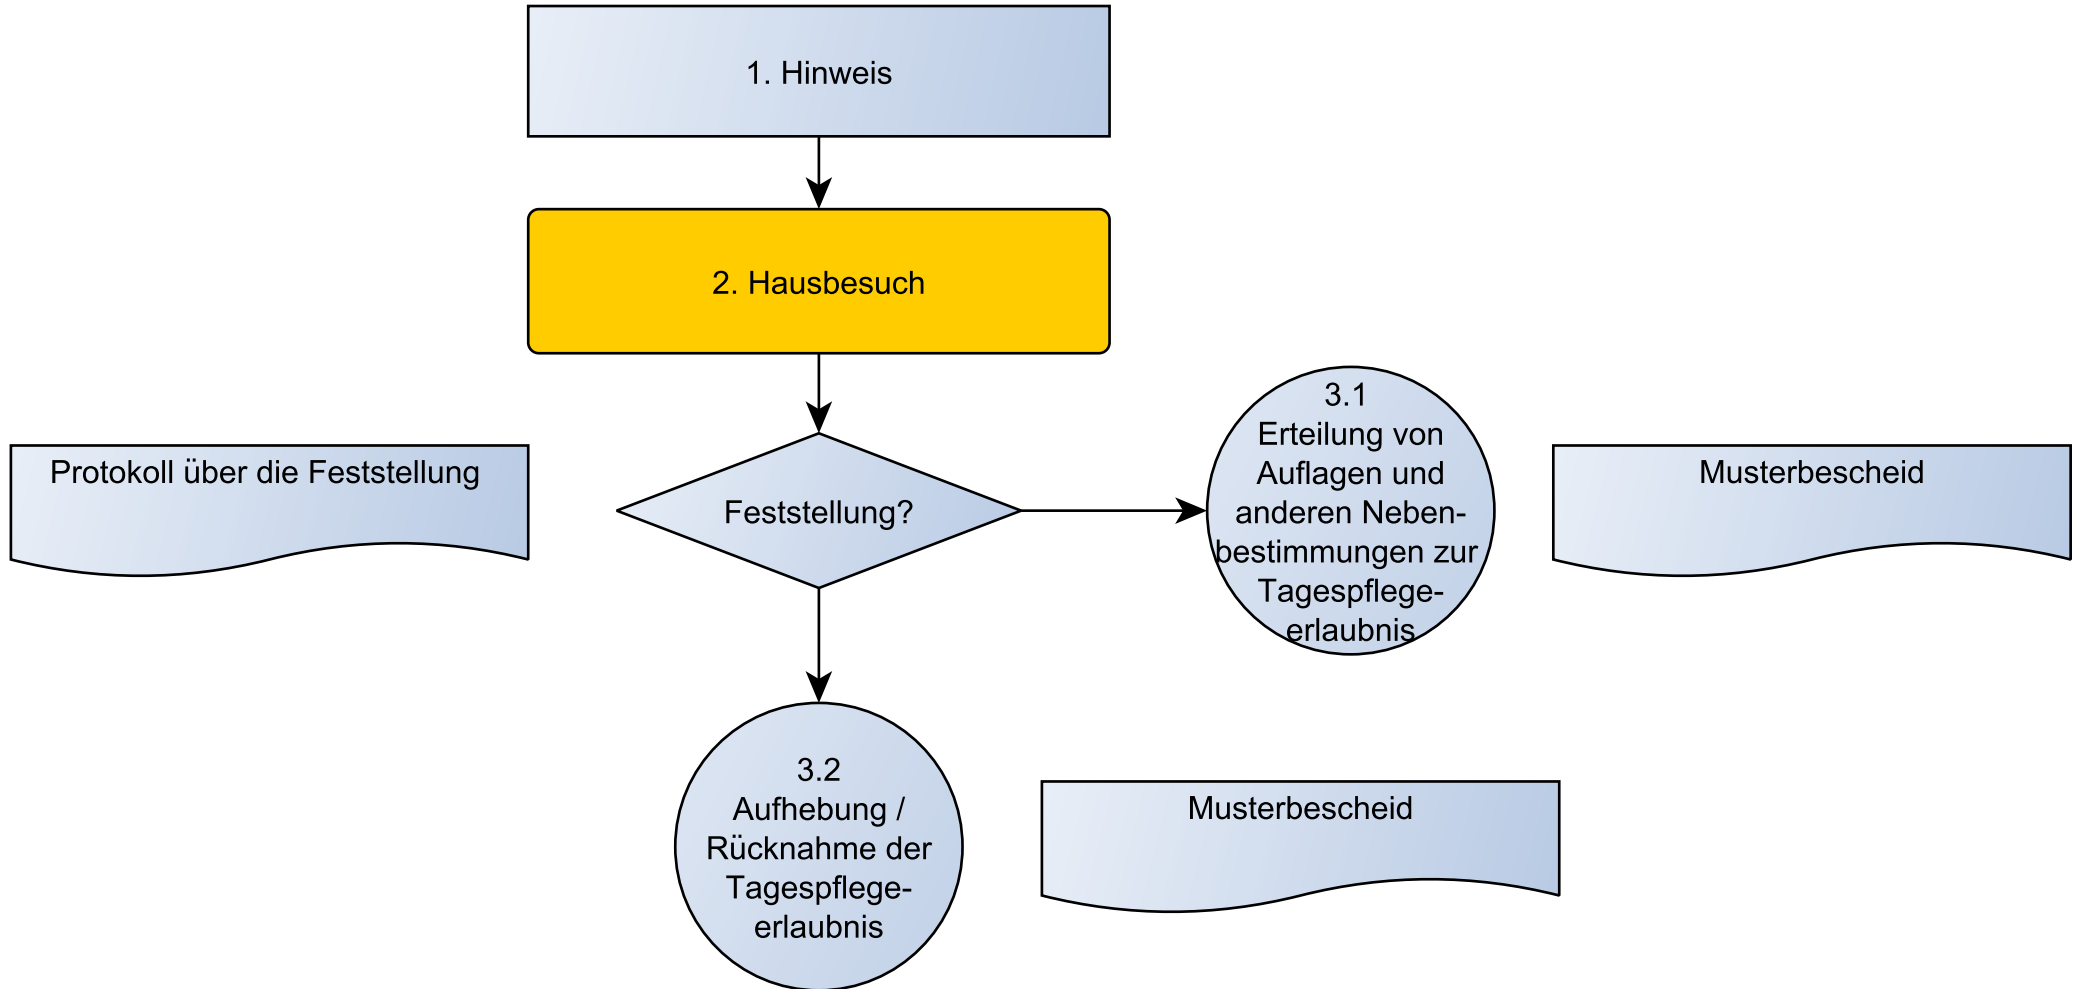 1. Hinweis
2. Hausbesuch
Protokoll über die Feststellung
Feststellung?
3.1
Erteilung von
Auflagen und
anderen Neben-
bestimmungen zur
Tagespflege-
erlaubnis
Musterbescheid
3.2
Aufhebung /
Rücknahme der
Tagespflege-
erlaubnis
Musterbescheid